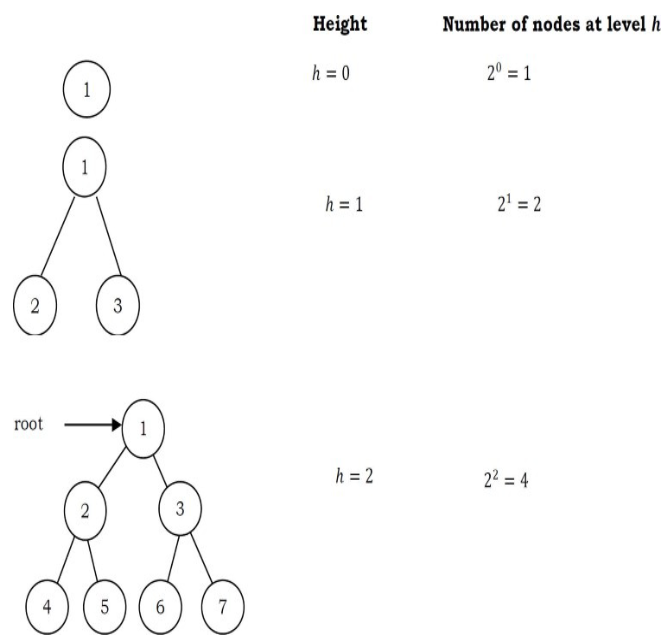 Height Number of nodes at level h
1 h = 0 2⁰ = 1
1
h = 1 2¹ = 2
2 3
root 1
h = 2 2² = 4
2 3
4 5 6 7